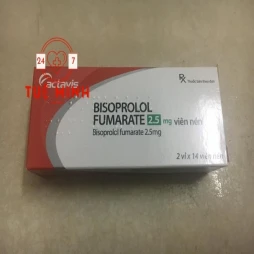 24 7
actavis
Rx
BISOPROLOL
FUMARATE 2.5 mg viên nén
Bisoprolol fumarate 2.5mg
2 vỉ x 14 viên nén